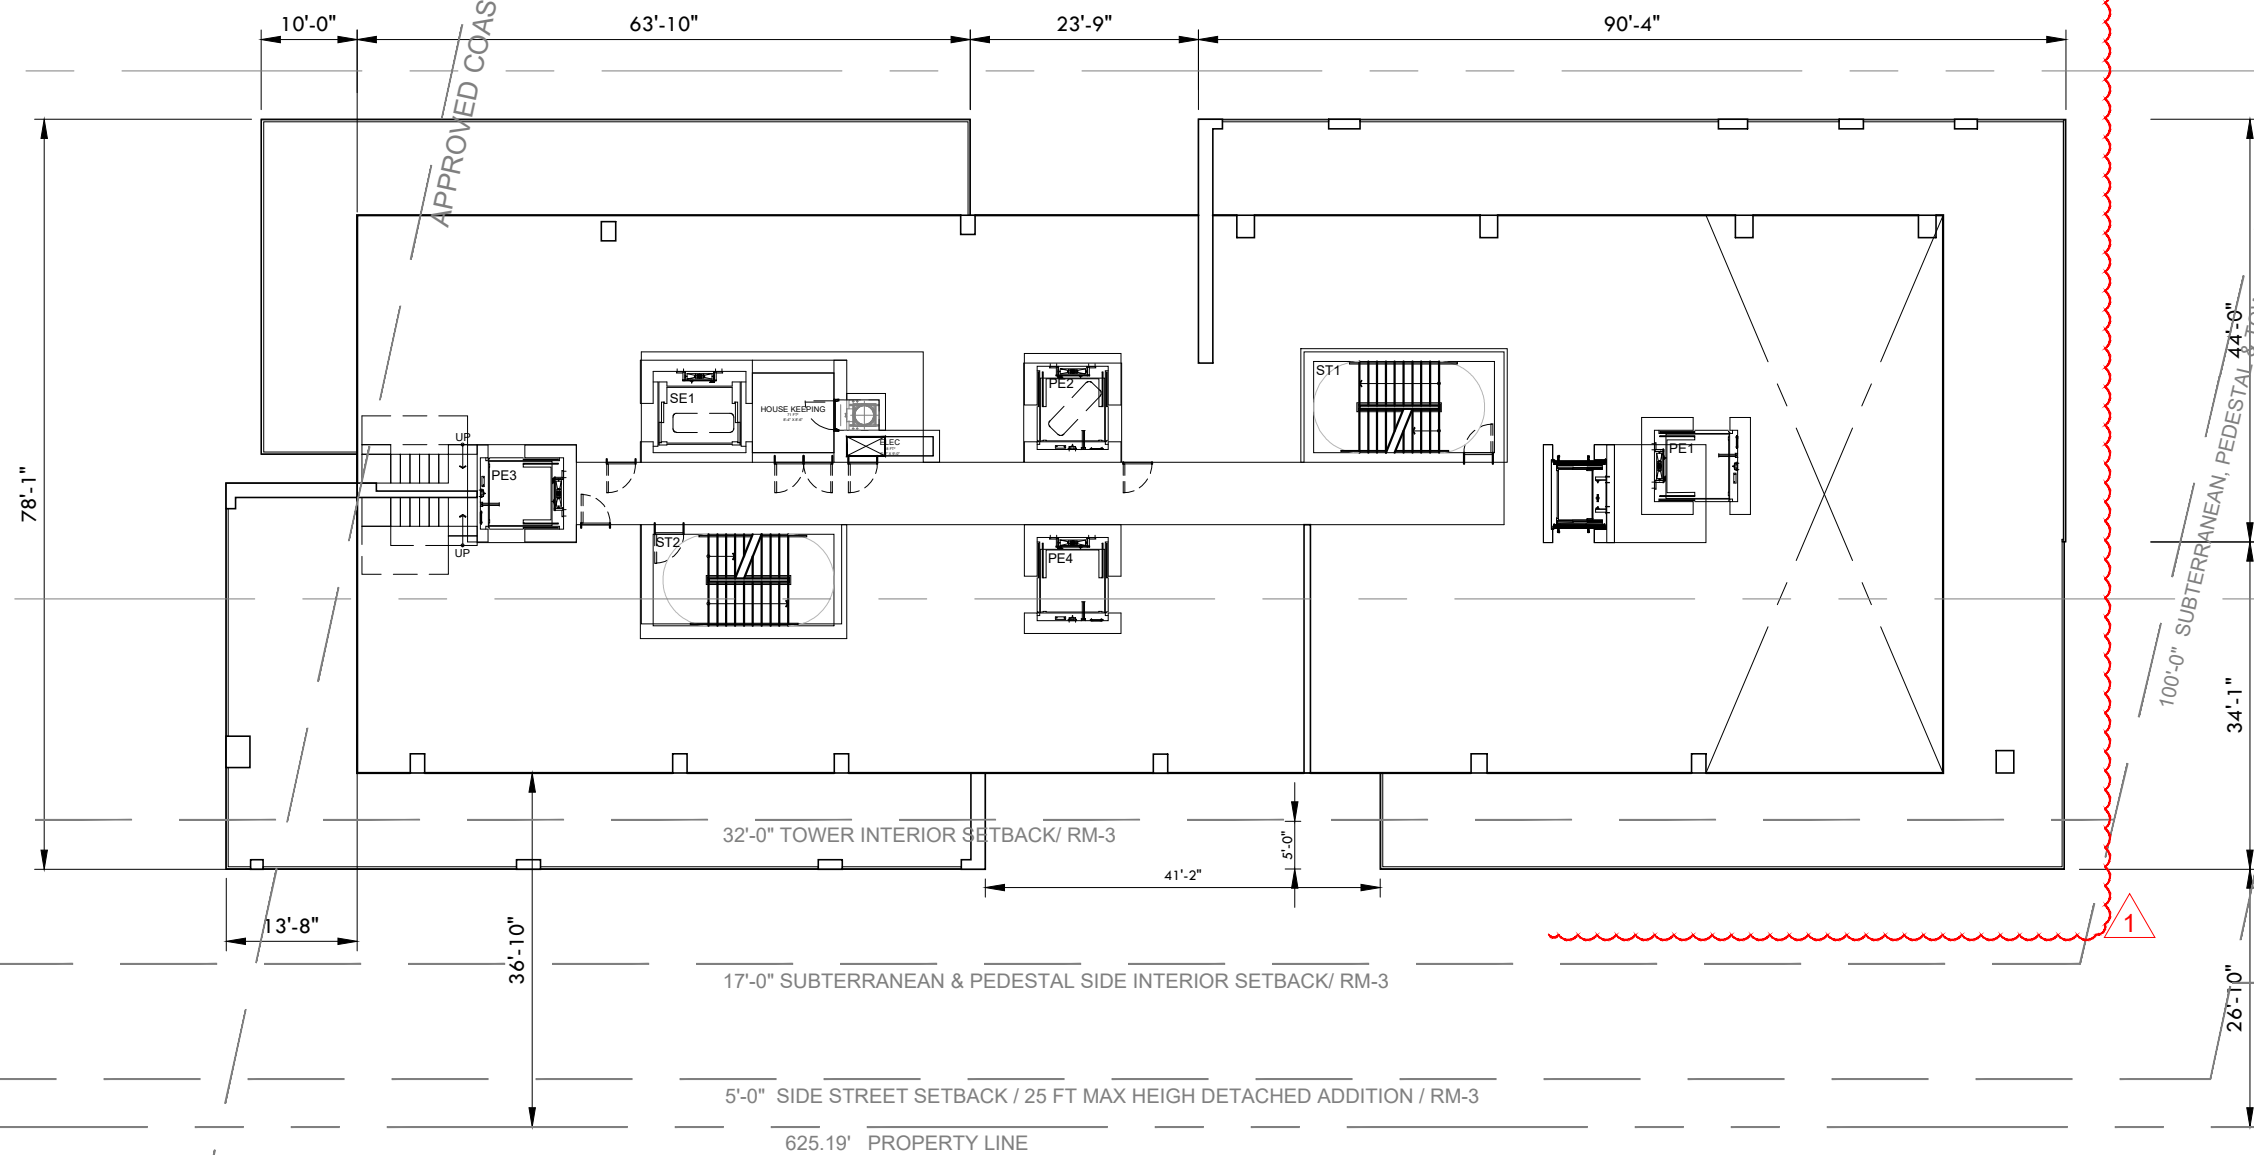 10'-0"
63'-10"
23'-9"
90'-4"
APPROVED COAS
78'-1"
44'-0"
SE1
HOUSE KEEPING
ELEC
PE2
ST1
UP
PE3
PE1
UP
ST2
PE4
100'-0" SUBTERRANEAN, PEDESTAL & TOW
34'-1"
32'-0" TOWER INTERIOR SETBACK/ RM-3
5'-0"
41'-2"
13'-8"
36'-10"
1
17'-0" SUBTERRANEAN & PEDESTAL SIDE INTERIOR SETBACK/ RM-3
26'-10"
5'-0" SIDE STREET SETBACK / 25 FT MAX HEIGH DETACHED ADDITION / RM-3
625.19' PROPERTY LINE